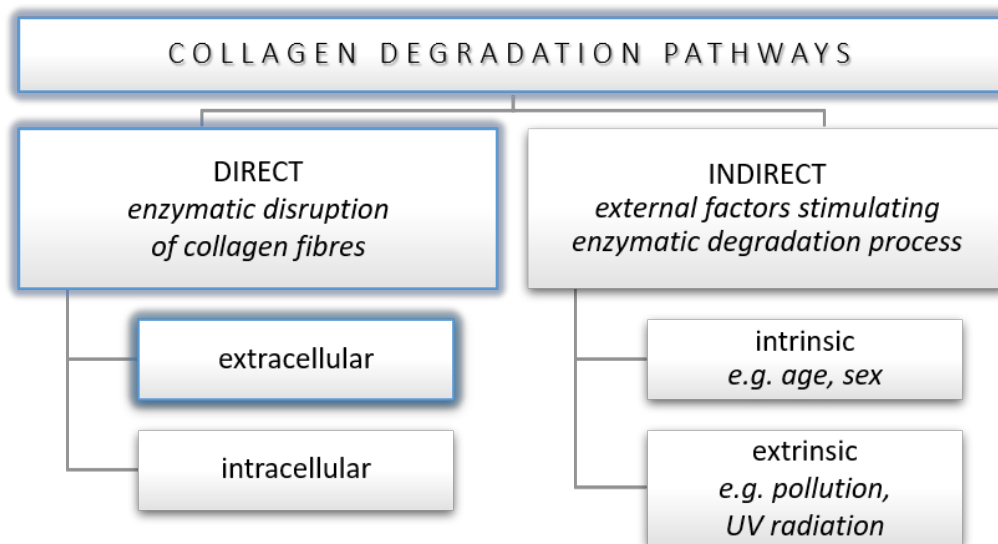 COLLAGEN DEGRADATION PATHWAYS
DIRECT
enzymatic disruption
of collagen fibres
extracellular
intracellular
INDIRECT
external factors stimulating
enzymatic degradation process
intrinsic
e.g. age, sex
extrinsic
e.g. pollution,
UV radiation